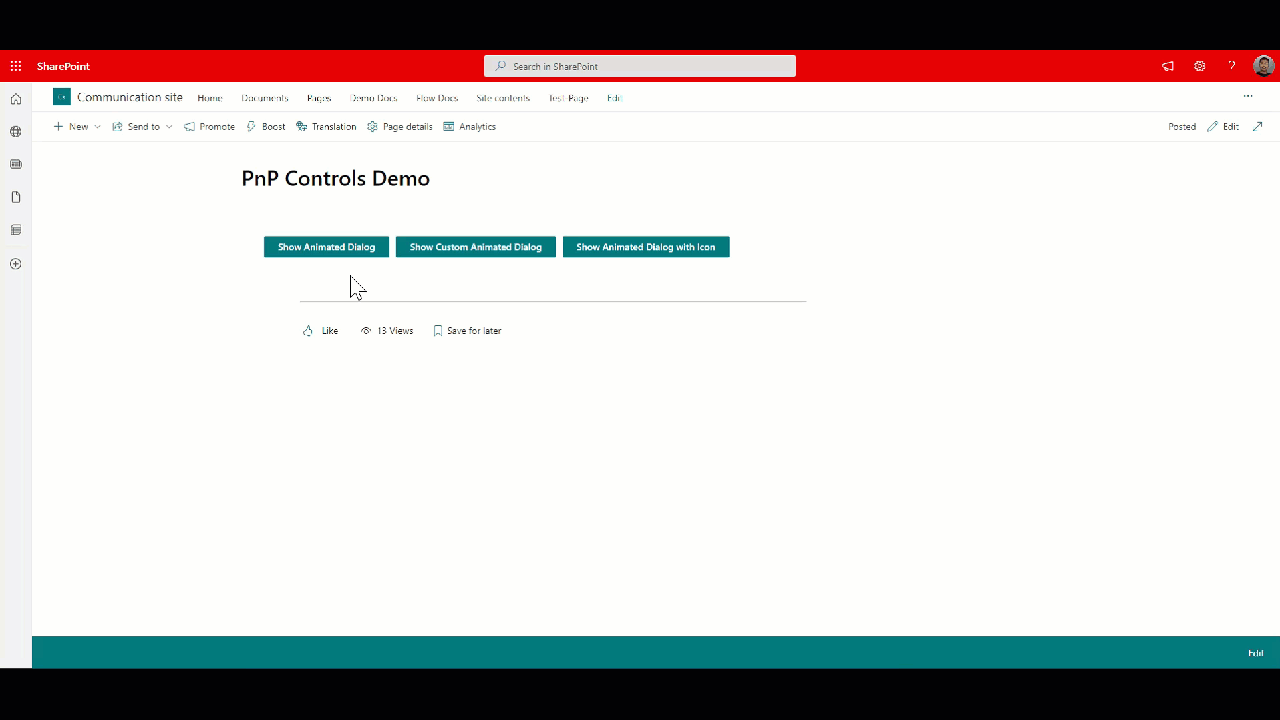 SharePoint Search in SharePoint ?
Communication site Home Documents Pages Demo Docs Flow Docs Site contents Test Page Edit ...
+ New Send to Promote Boost Translation Page details Analytics Posted Edit
PnP Controls Demo
Show Animated Dialog Show Custom Animated Dialog Show Animated Dialog with Icon
Like 13 Views Save for later
Edit